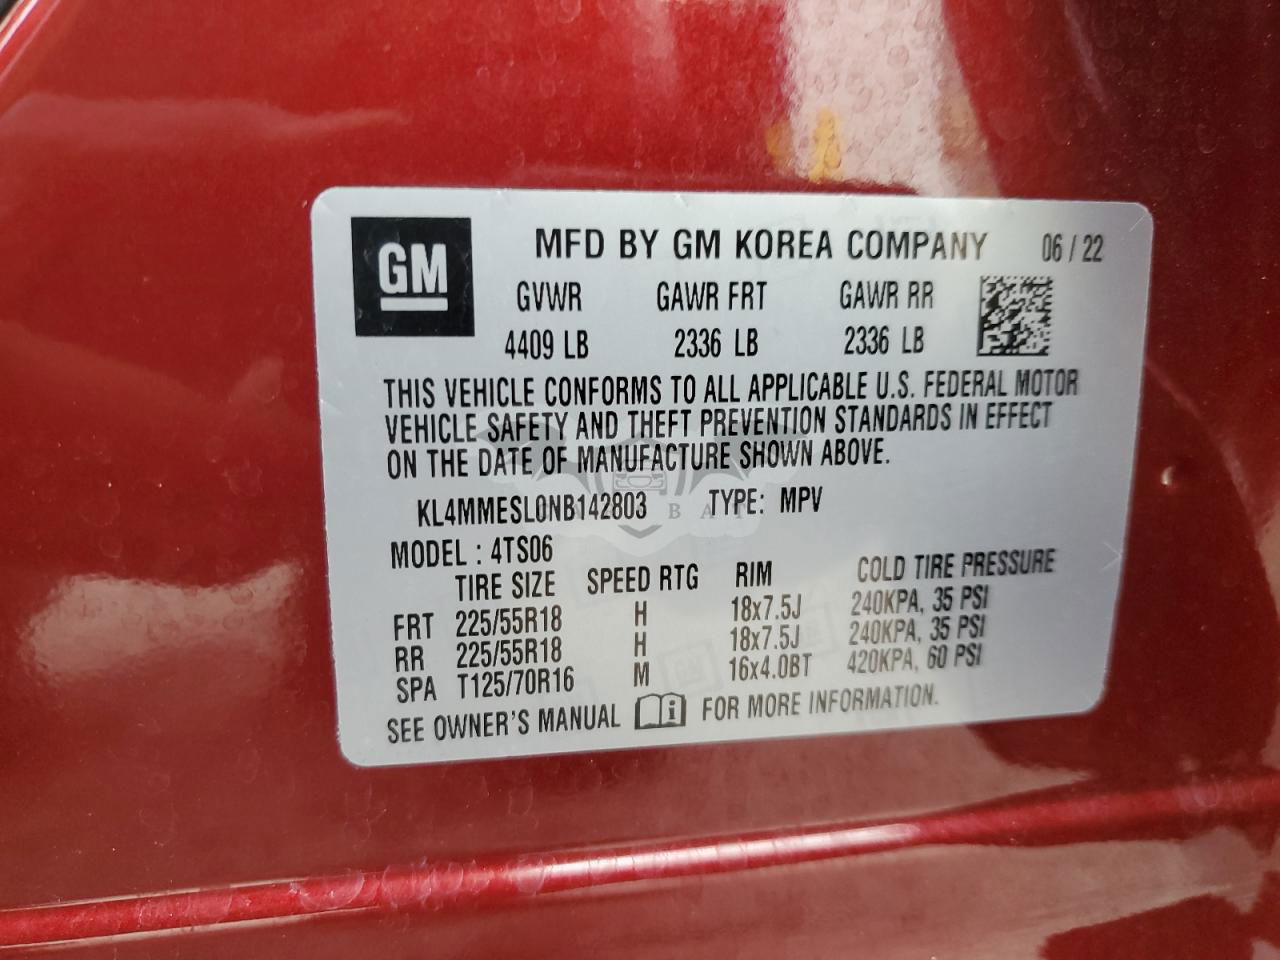 GM
MFD BY GM KOREA COMPANY 06 / 22
GVWR GAWR FRT GAWR RR
4409 LB 2336 LB 2336 LB
THIS VEHICLE CONFORMS TO ALL APPLICABLE U.S. FEDERAL MOTOR
VEHICLE SAFETY AND THEFT PREVENTION STANDARDS IN EFFECT
ON THE DATE OF MANUFACTURE SHOWN ABOVE.
KL4MMESL0NB142803 TYPE: MPV
MODEL : 4TS06
TIRE SIZE SPEED RTG RIM COLD TIRE PRESSURE
FRT 225/55R18 H 18x7.5J 240KPA, 35 PSI
RR 225/55R18 H 18x7.5J 240KPA, 35 PSI
SPA T125/70R16 M 16x4.0BT 420KPA, 60 PSI
SEE OWNER'S MANUAL FOR MORE INFORMATION.